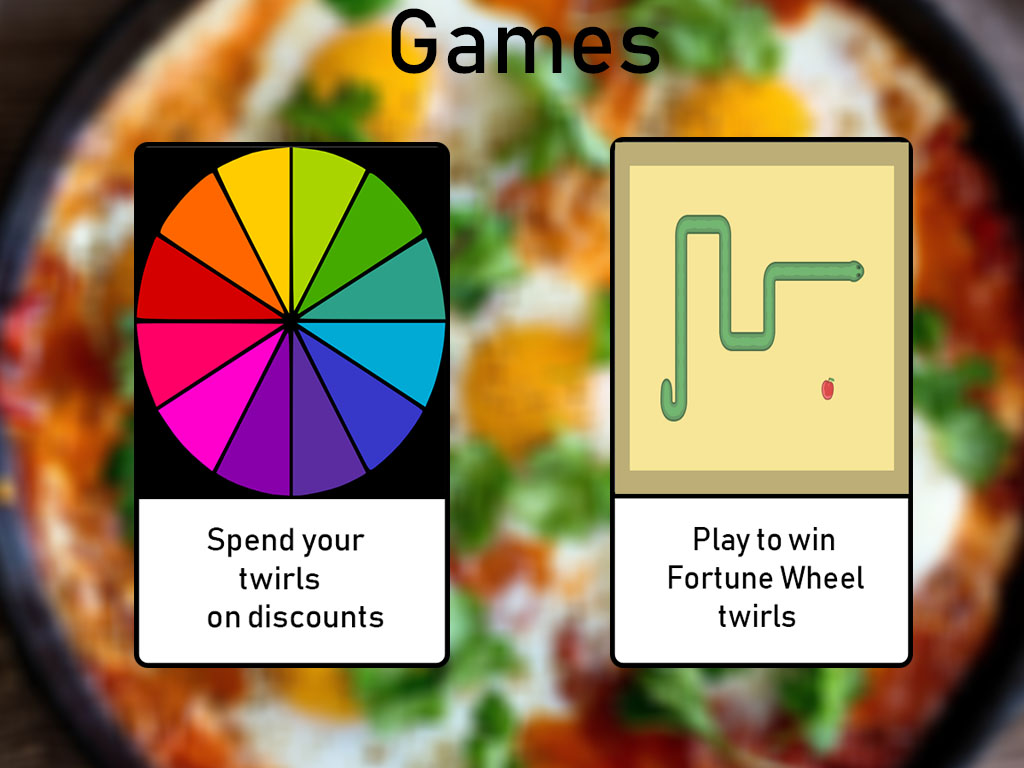 Games
Spend your
twirls
on discounts
Play to win
Fortune Wheel
twirls